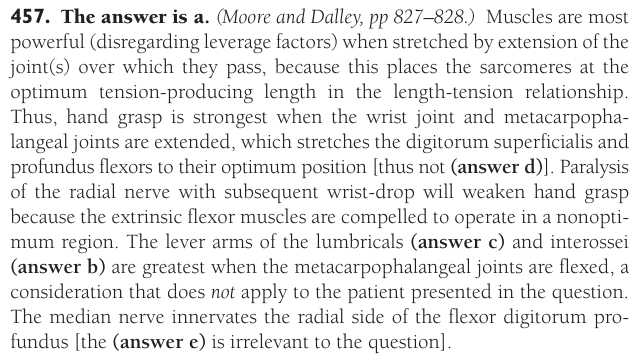 457. The answer is a. (Moore and Dalley, pp 827–828.) Muscles are most
powerful (disregarding leverage factors) when stretched by extension of the
joint(s) over which they pass, because this places the sarcomeres at the
optimum tension-producing length in the length-tension relationship.
Thus, hand grasp is strongest when the wrist joint and metacarpopha-
langeal joints are extended, which stretches the digitorum superficialis and
profundus flexors to their optimum position [thus not (answer d)]. Paralysis
of the radial nerve with subsequent wrist-drop will weaken hand grasp
because the extrinsic flexor muscles are compelled to operate in a nonopti-
mum region. The lever arms of the lumbricals (answer c) and interossei
(answer b) are greatest when the metacarpophalangeal joints are flexed, a
consideration that does not apply to the patient presented in the question.
The median nerve innervates the radial side of the flexor digitorum pro-
fundus [the (answer e) is irrelevant to the question].